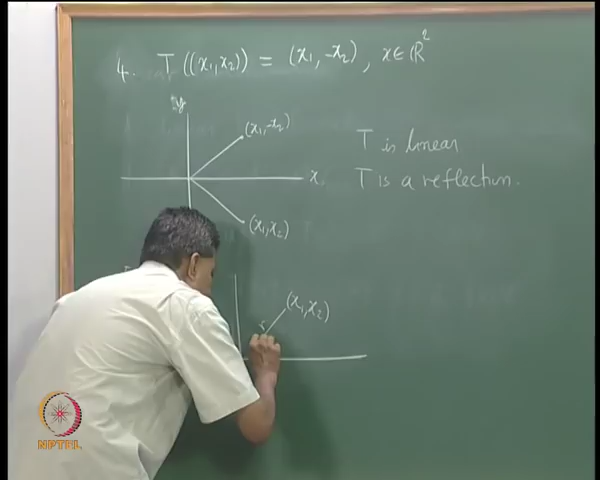 4. T((x₁,x₂)) = (x₁,-x₂), x∈ℝ²
y
(x₁,-x₂)
T is linear
x
T is a reflection.
(x₁,x₂)
(x₁,x₂)
NPTEL